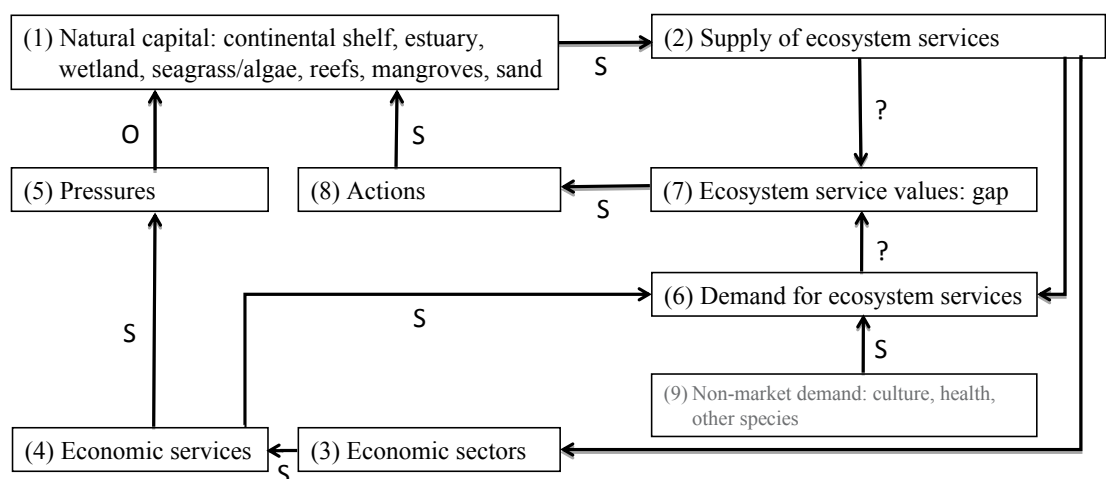 (1) Natural capital: continental shelf, estuary,
wetland, seagrass/algae, reefs, mangroves, sand
S
(2) Supply of ecosystem services
O
S
?
(5) Pressures
(8) Actions
S
(7) Ecosystem service values: gap
?
(6) Demand for ecosystem services
S
S
S
(9) Non-market demand: culture, health,
other species
(4) Economic services
S
(3) Economic sectors